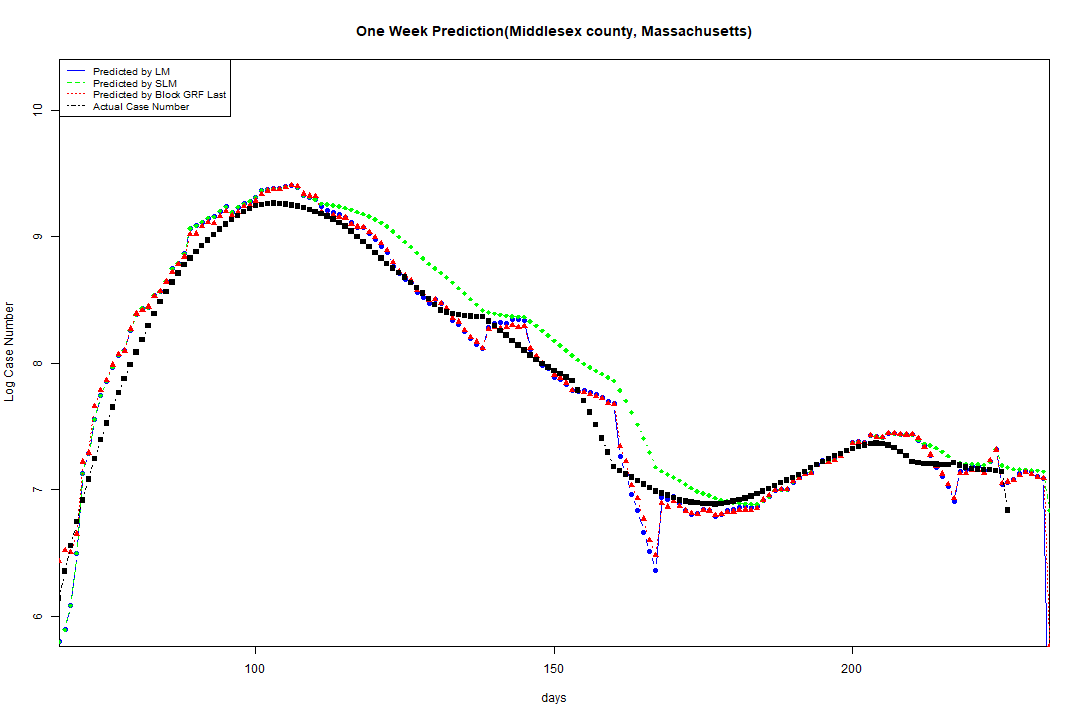 One Week Prediction(Middlesex county, Massachusetts)
Predicted by LM
Predicted by SLM
Predicted by Block GRF Last
Actual Case Number
10
9
8
7
6
Log Case Number
100
150
200
days